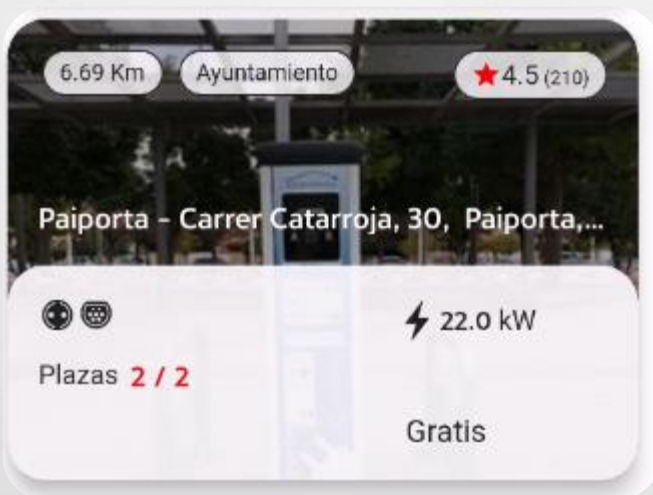 6.69 Km
Ayuntamiento
4.5 (210)
Paiporta - Carrer Catarroja, 30, Paiporta,...
22.0 kW
Plazas 2 / 2
Gratis